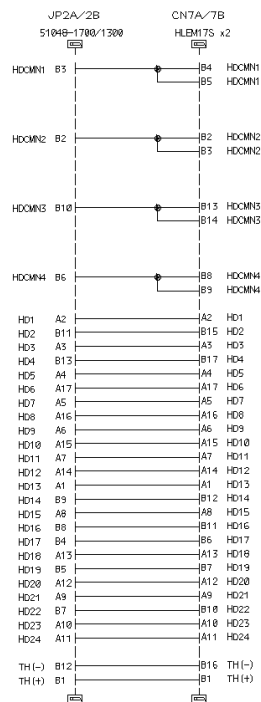 JP2A/2B CN7A/7B
51048-1700/1300 HLEM17S x2
HDCMN1 B3 B4 HDCMN1
B5 HDCMN1
HDCMN2 B2 B2 HDCMN2
B3 HDCMN2
HDCMN3 B10 B13 HDCMN3
B14 HDCMN3
HDCMN4 B6 B8 HDCMN4
B9 HDCMN4
HD1 A2 A2 HD1
HD2 B11 B15 HD2
HD3 A3 A3 HD3
HD4 B13 B17 HD4
HD5 A4 A4 HD5
HD6 A17 A17 HD6
HD7 A5 A5 HD7
HD8 A16 A16 HD8
HD9 A6 A6 HD9
HD10 A15 A15 HD10
HD11 A7 A7 HD11
HD12 A14 A14 HD12
HD13 A1 A1 HD13
HD14 B9 B12 HD14
HD15 A8 A8 HD15
HD16 B8 B11 HD16
HD17 B4 B6 HD17
HD18 A13 A13 HD18
HD19 B5 B7 HD19
HD20 A12 A12 HD20
HD21 A9 A9 HD21
HD22 B7 B10 HD22
HD23 A10 A10 HD23
HD24 A11 A11 HD24
TH(-) B12 B16 TH(-)
TH(+) B1 B1 TH(+)